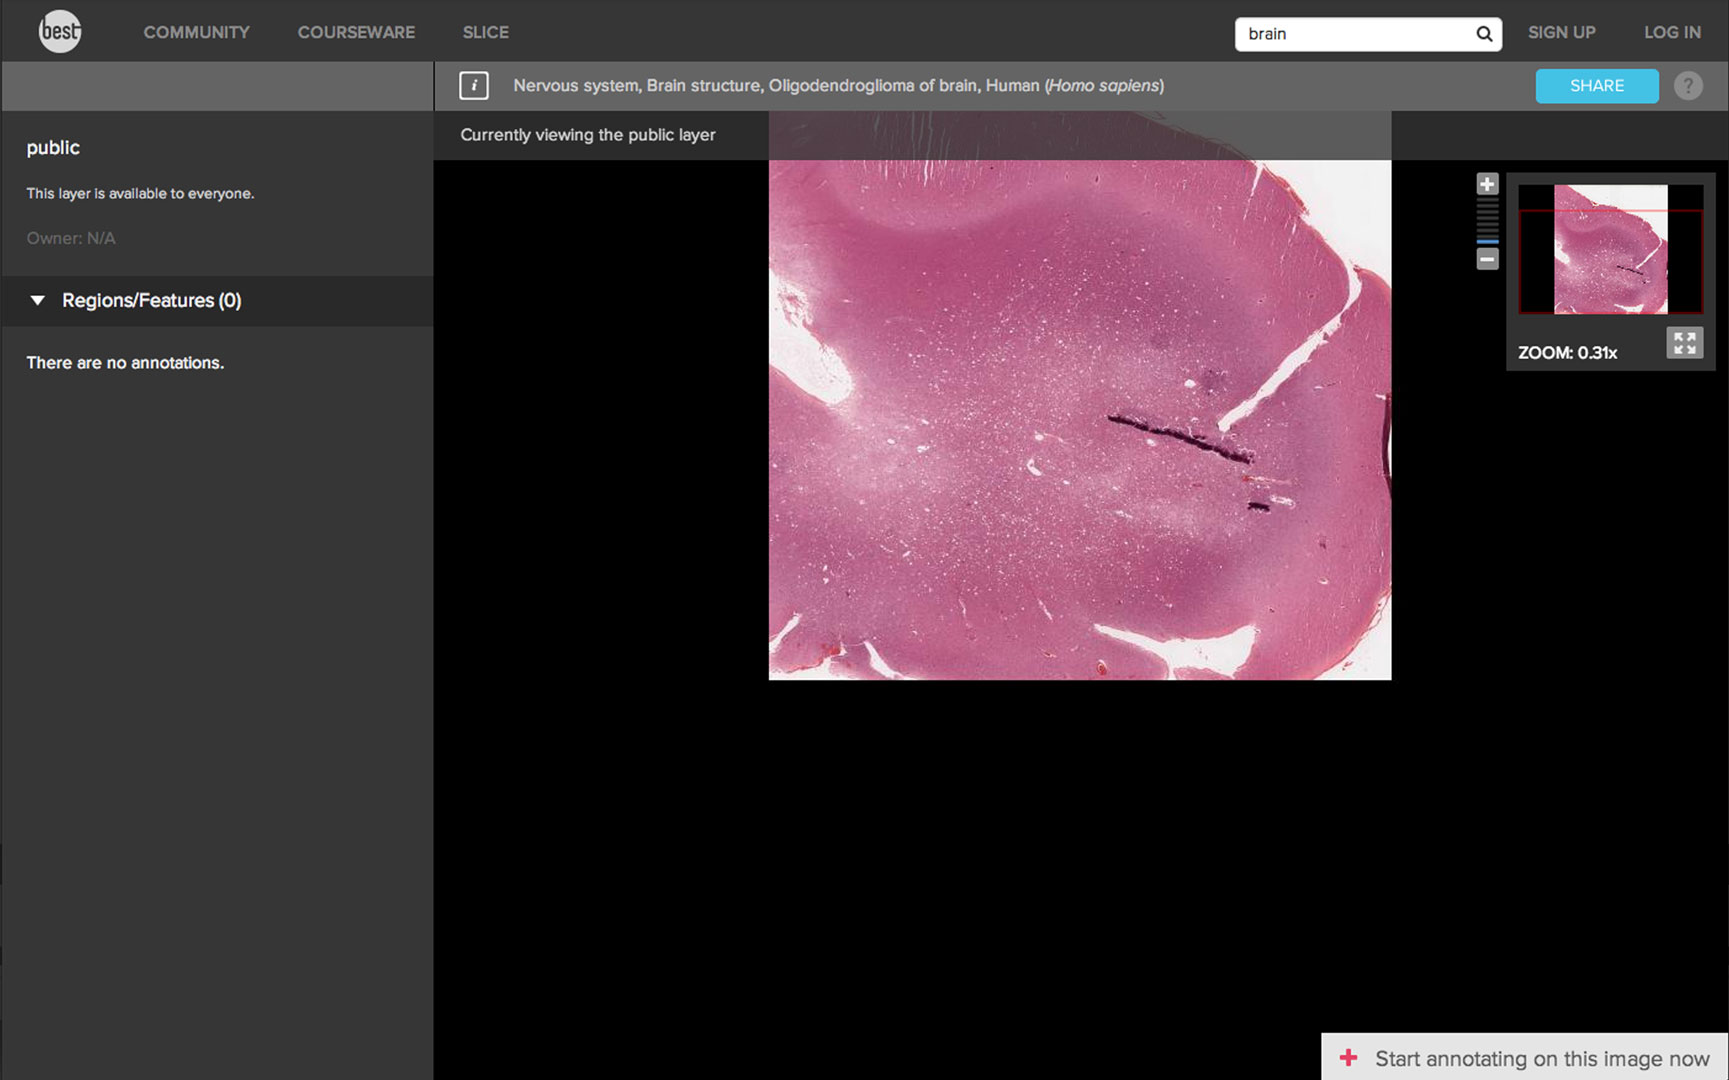 best COMMUNITY COURSEWARE SLICE brain SIGN UP LOG IN
i Nervous system, Brain structure, Oligodendroglioma of brain, Human (Homo sapiens) SHARE ?
Currently viewing the public layer
public
This layer is available to everyone.
Owner: N/A
Regions/Features (0)
There are no annotations.
ZOOM: 0.31x
Start annotating on this image now